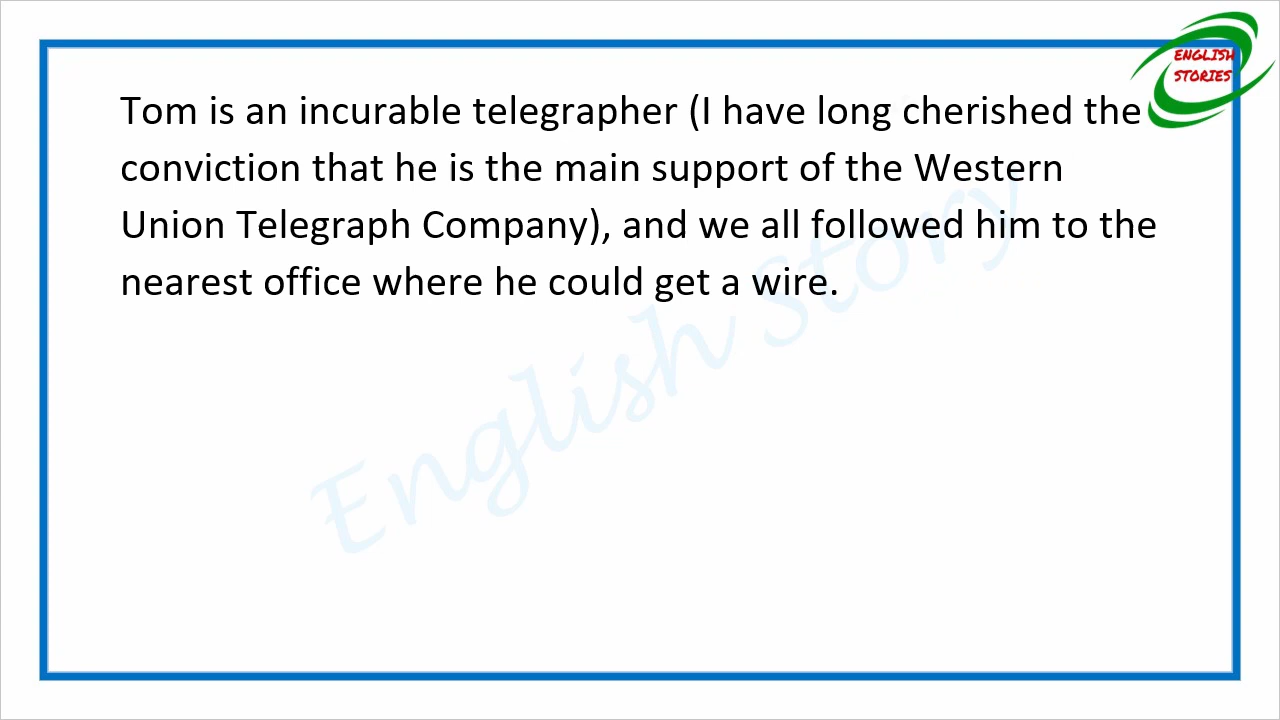 ENGLISH
STORIES
Tom is an incurable telegrapher (I have long cherished the
conviction that he is the main support of the Western
Union Telegraph Company), and we all followed him to the
nearest office where he could get a wire.
English Story